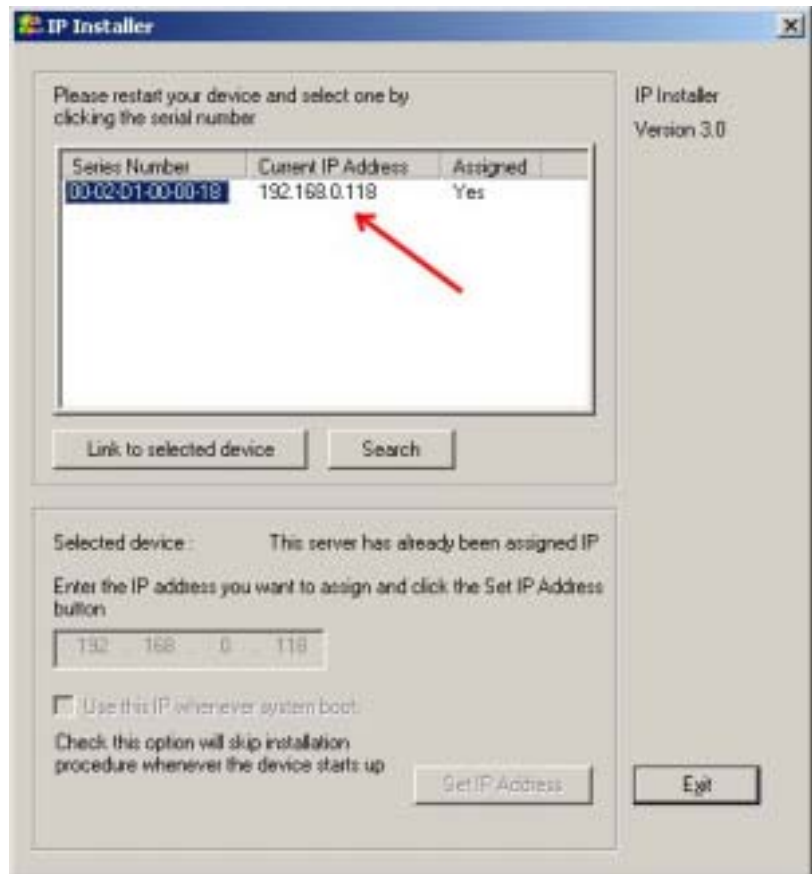 IP Installer
Please restart your device and select one by
clicking the serial number
IP Installer
Version 3.0
Series Number Current IP Address Assigned
00-02-D1-00-00-18 192.168.0.118 Yes
Link to selected device Search
Selected device : This server has already been assigned IP
Enter the IP address you want to assign and click the Set IP Address
button
192 . 168 . 0 . 118
Use this IP whenever system boot.
Check this option will skip installation
procedure whenever the device starts up
Set IP Address
Exit